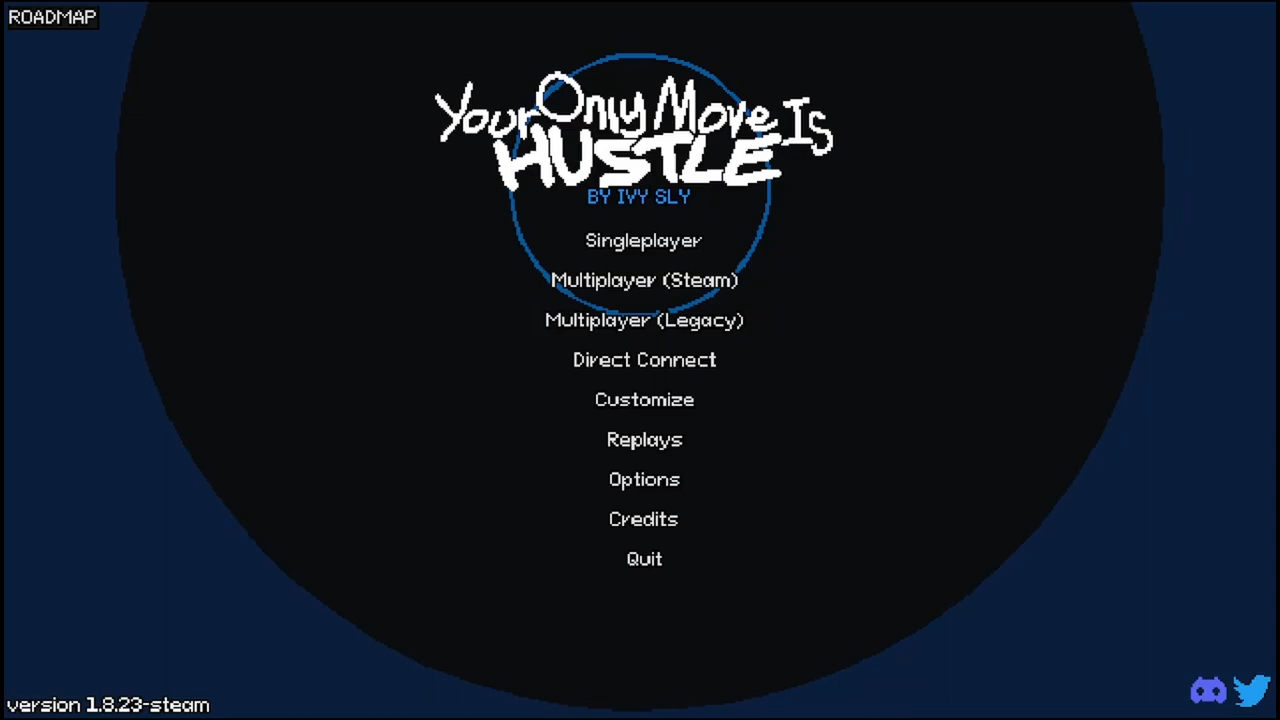 ROADMAP
Your Only Move Is
HUSTLE
BY IVY SLY
Singleplayer
Multiplayer (Steam)
Multiplayer (Legacy)
Direct Connect
Customize
Replays
Options
Credits
Quit
version 1.8.23-steam